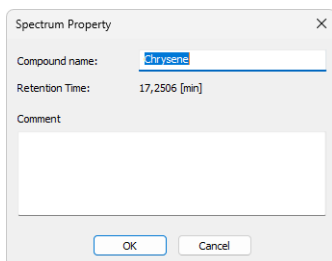 Spectrum Property
Compound name: Chrysene
Retention Time: 17,2506 [min]
Comment
OK Cancel